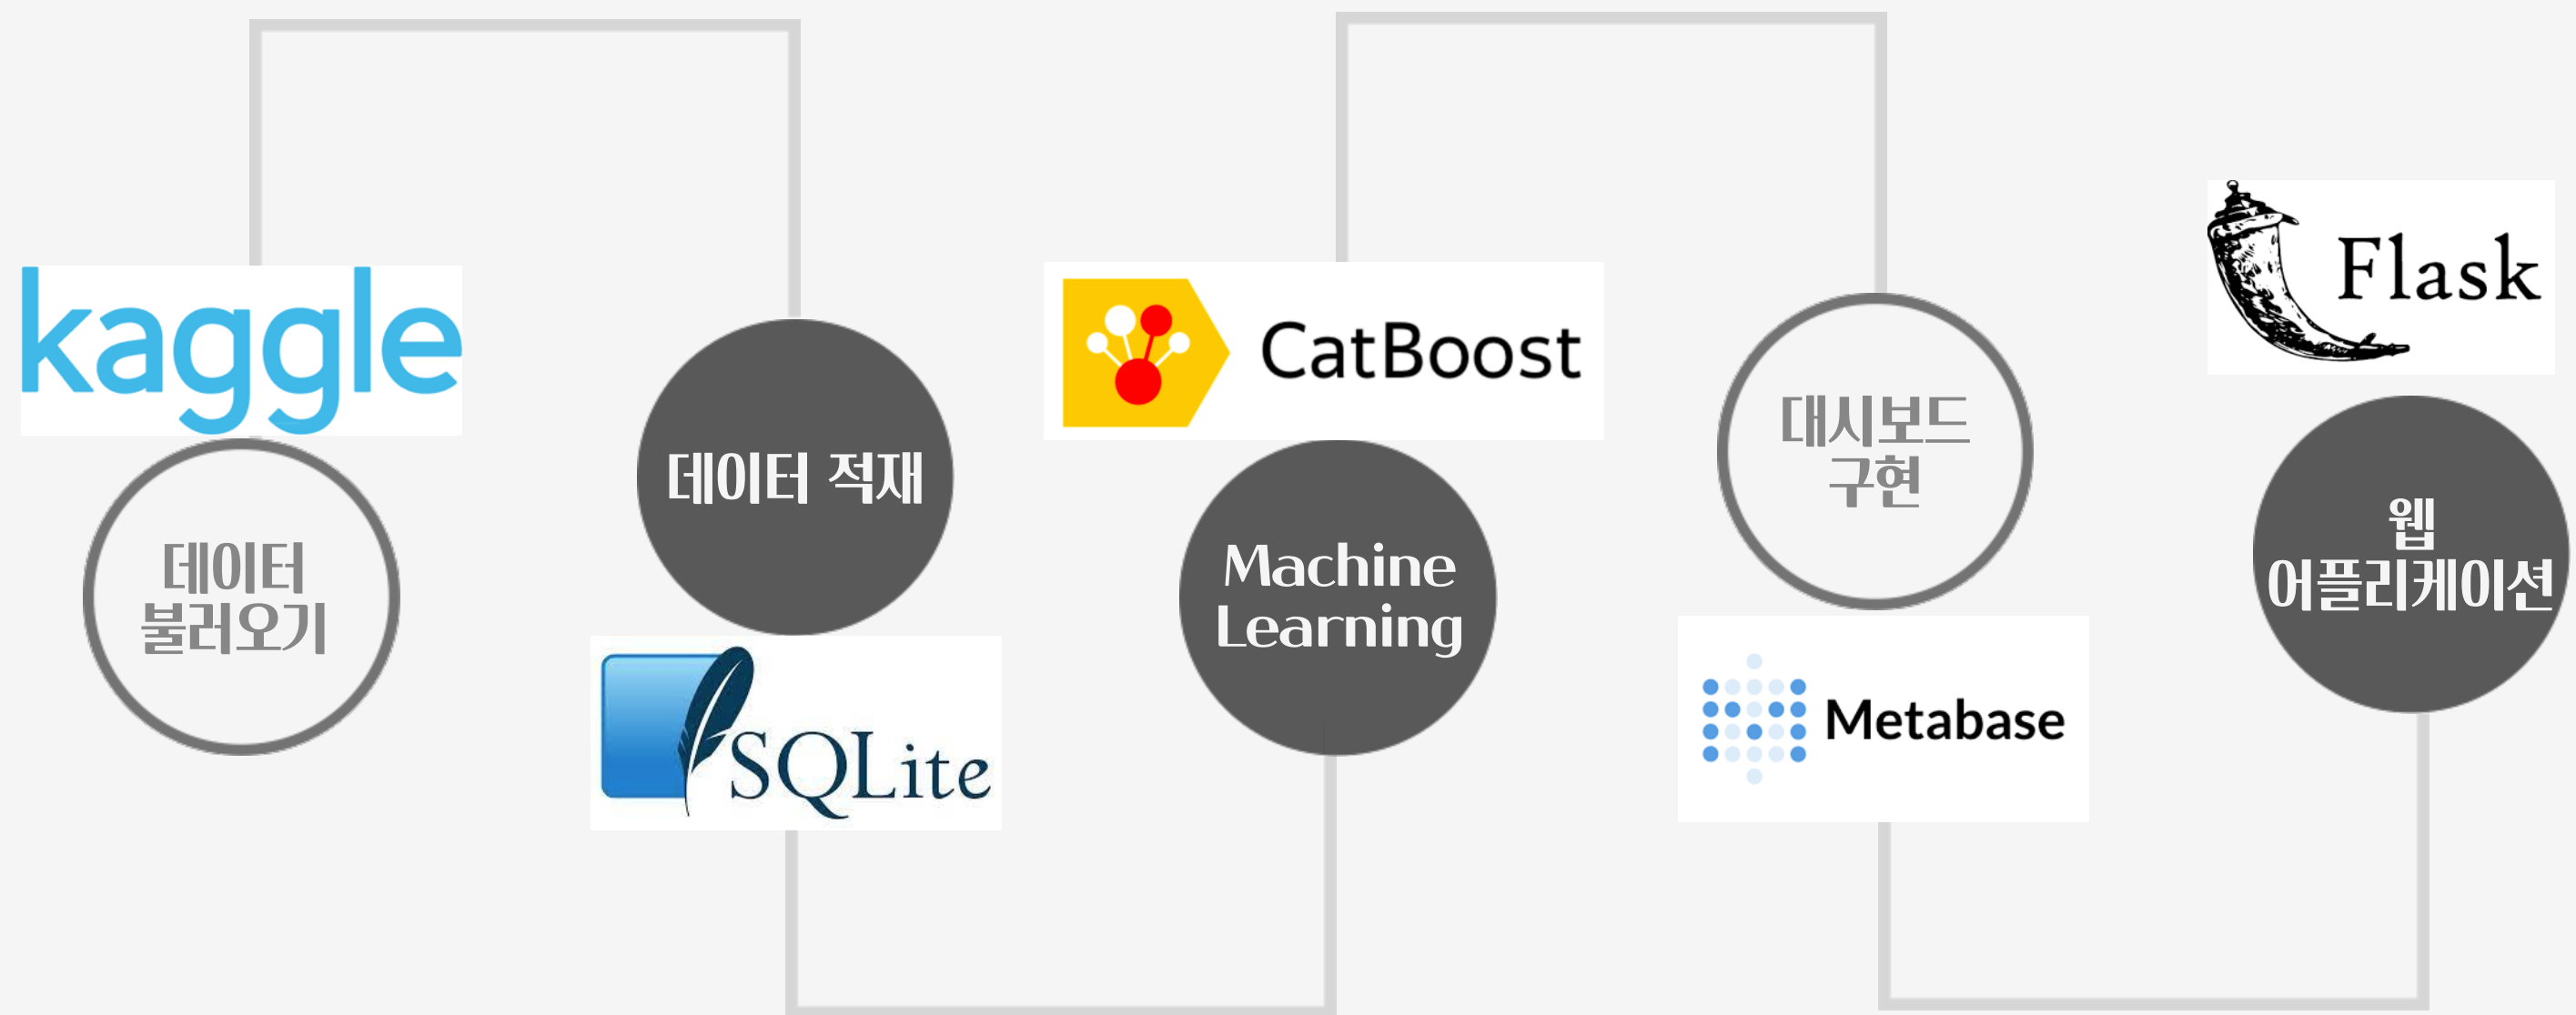 kaggle
데이터
불러오기
데이터 적재
SQLite
CatBoost
Machine
Learning
대시보드
구현
Metabase
Flask
웹
어플리케이션